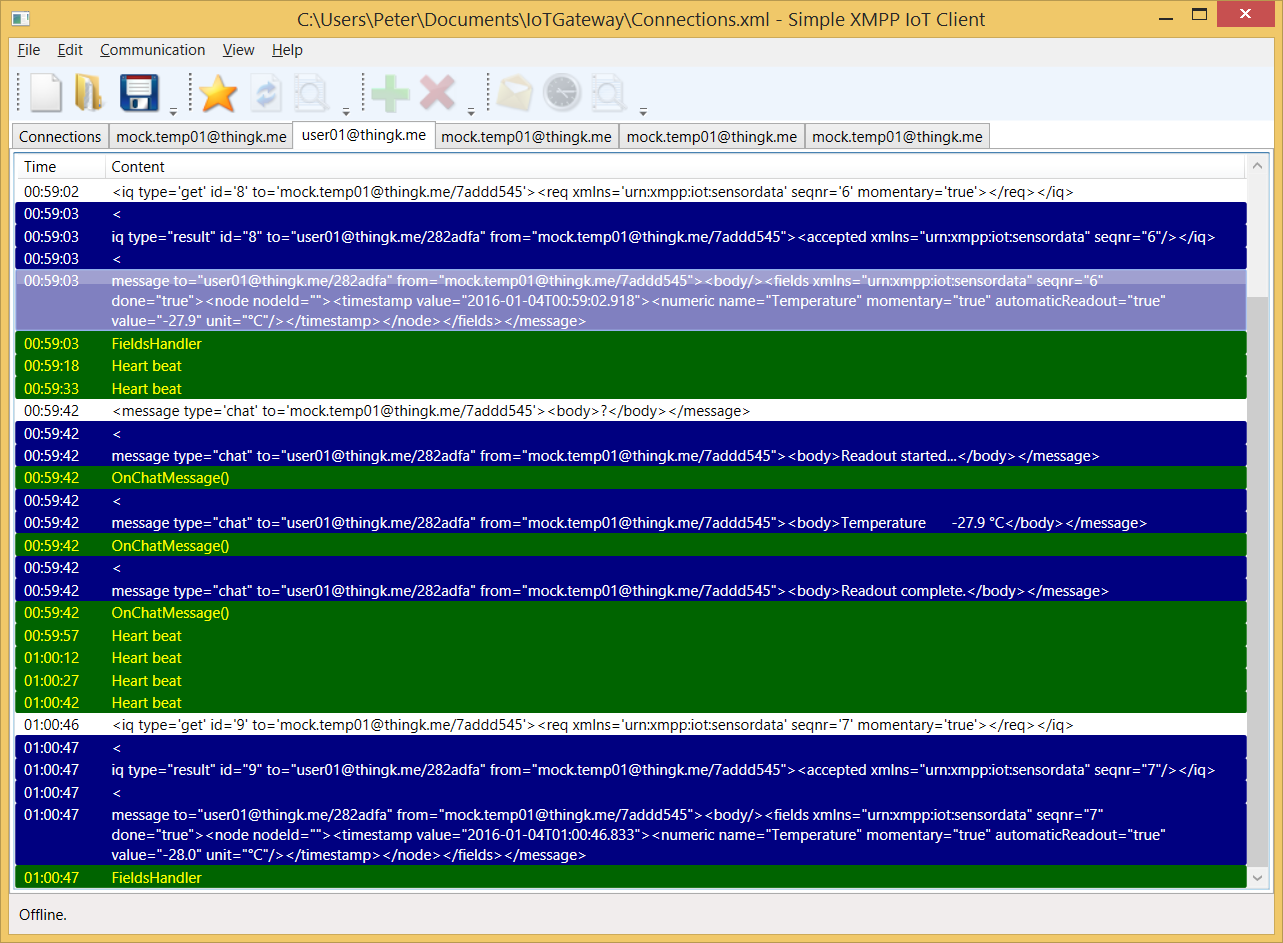 C:\Users\Peter\Documents\IoTGateway\Connections.xml - Simple XMPP IoT Client
File Edit Communication View Help
Connections mock.temp01@thingk.me user01@thingk.me mock.temp01@thingk.me mock.temp01@thingk.me mock.temp01@thingk.me
Time Content
00:59:02 <iq type='get' id='8' to='mock.temp01@thingk.me/7addd545'><req xmlns='urn:xmpp:iot:sensordata' seqnr='6' momentary='true'></req></iq>
00:59:03 <
00:59:03 iq type="result" id="8" to="user01@thingk.me/282adfa" from="mock.temp01@thingk.me/7addd545"><accepted xmlns="urn:xmpp:iot:sensordata" seqnr="6"/></iq>
00:59:03 <
00:59:03 message to="user01@thingk.me/282adfa" from="mock.temp01@thingk.me/7addd545"><body/><fields xmlns="urn:xmpp:iot:sensordata" seqnr="6"
done="true"><node nodeId=""><timestamp value="2016-01-04T00:59:02.918"><numeric name="Temperature" momentary="true" automaticReadout="true"
value="-27.9" unit="°C"/></timestamp></node></fields></message>
00:59:03 FieldsHandler
00:59:18 Heart beat
00:59:33 Heart beat
00:59:42 <message type='chat' to='mock.temp01@thingk.me/7addd545'><body>?</body></message>
00:59:42 <
00:59:42 message type="chat" to="user01@thingk.me/282adfa" from="mock.temp01@thingk.me/7addd545"><body>Readout started...</body></message>
00:59:42 OnChatMessage()
00:59:42 <
00:59:42 message type="chat" to="user01@thingk.me/282adfa" from="mock.temp01@thingk.me/7addd545"><body>Temperature -27.9 °C</body></message>
00:59:42 OnChatMessage()
00:59:42 <
00:59:42 message type="chat" to="user01@thingk.me/282adfa" from="mock.temp01@thingk.me/7addd545"><body>Readout complete.</body></message>
00:59:42 OnChatMessage()
00:59:57 Heart beat
01:00:12 Heart beat
01:00:27 Heart beat
01:00:42 Heart beat
01:00:46 <iq type='get' id='9' to='mock.temp01@thingk.me/7addd545'><req xmlns='urn:xmpp:iot:sensordata' seqnr='7' momentary='true'></req></iq>
01:00:47 <
01:00:47 iq type="result" id="9" to="user01@thingk.me/282adfa" from="mock.temp01@thingk.me/7addd545"><accepted xmlns="urn:xmpp:iot:sensordata" seqnr="7"/></iq>
01:00:47 <
01:00:47 message to="user01@thingk.me/282adfa" from="mock.temp01@thingk.me/7addd545"><body/><fields xmlns="urn:xmpp:iot:sensordata" seqnr="7"
done="true"><node nodeId=""><timestamp value="2016-01-04T01:00:46.833"><numeric name="Temperature" momentary="true" automaticReadout="true"
value="-28.0" unit="°C"/></timestamp></node></fields></message>
01:00:47 FieldsHandler
Offline.